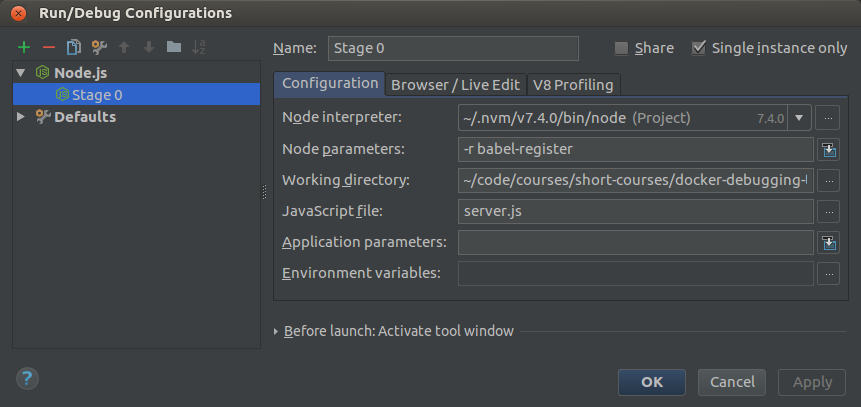 Run/Debug Configurations
Name: Stage 0
Share
Single instance only
Node.js
Stage 0
Defaults
Configuration
Browser / Live Edit
V8 Profiling
Node interpreter: ~/.nvm/v7.4.0/bin/node (Project) 7.4.0
Node parameters: -r babel-register
Working directory: ~/code/courses/short-courses/docker-debugging-
JavaScript file: server.js
Application parameters:
Environment variables:
Before launch: Activate tool window
?
OK
Cancel
Apply